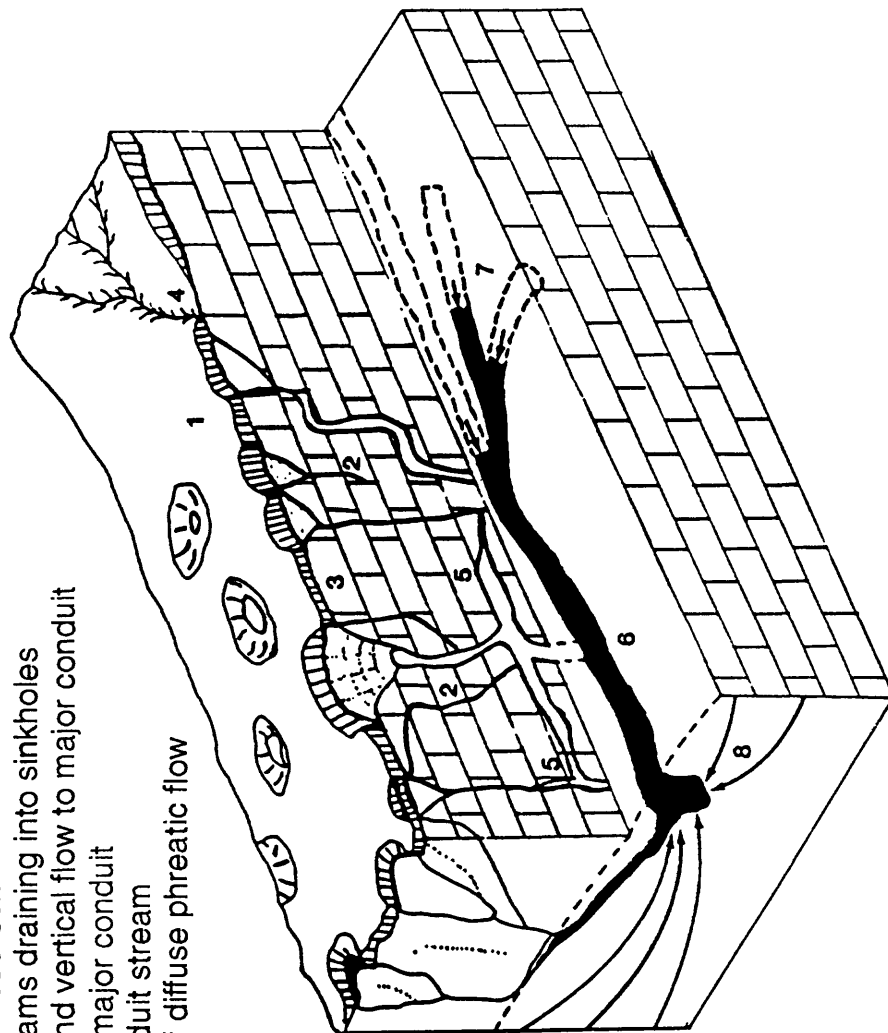 ams draining into sinkholes
nd vertical flow to major conduit
major conduit
duit stream
diffuse phreatic flow
4
1
2
3
7
5
2
6
5
8